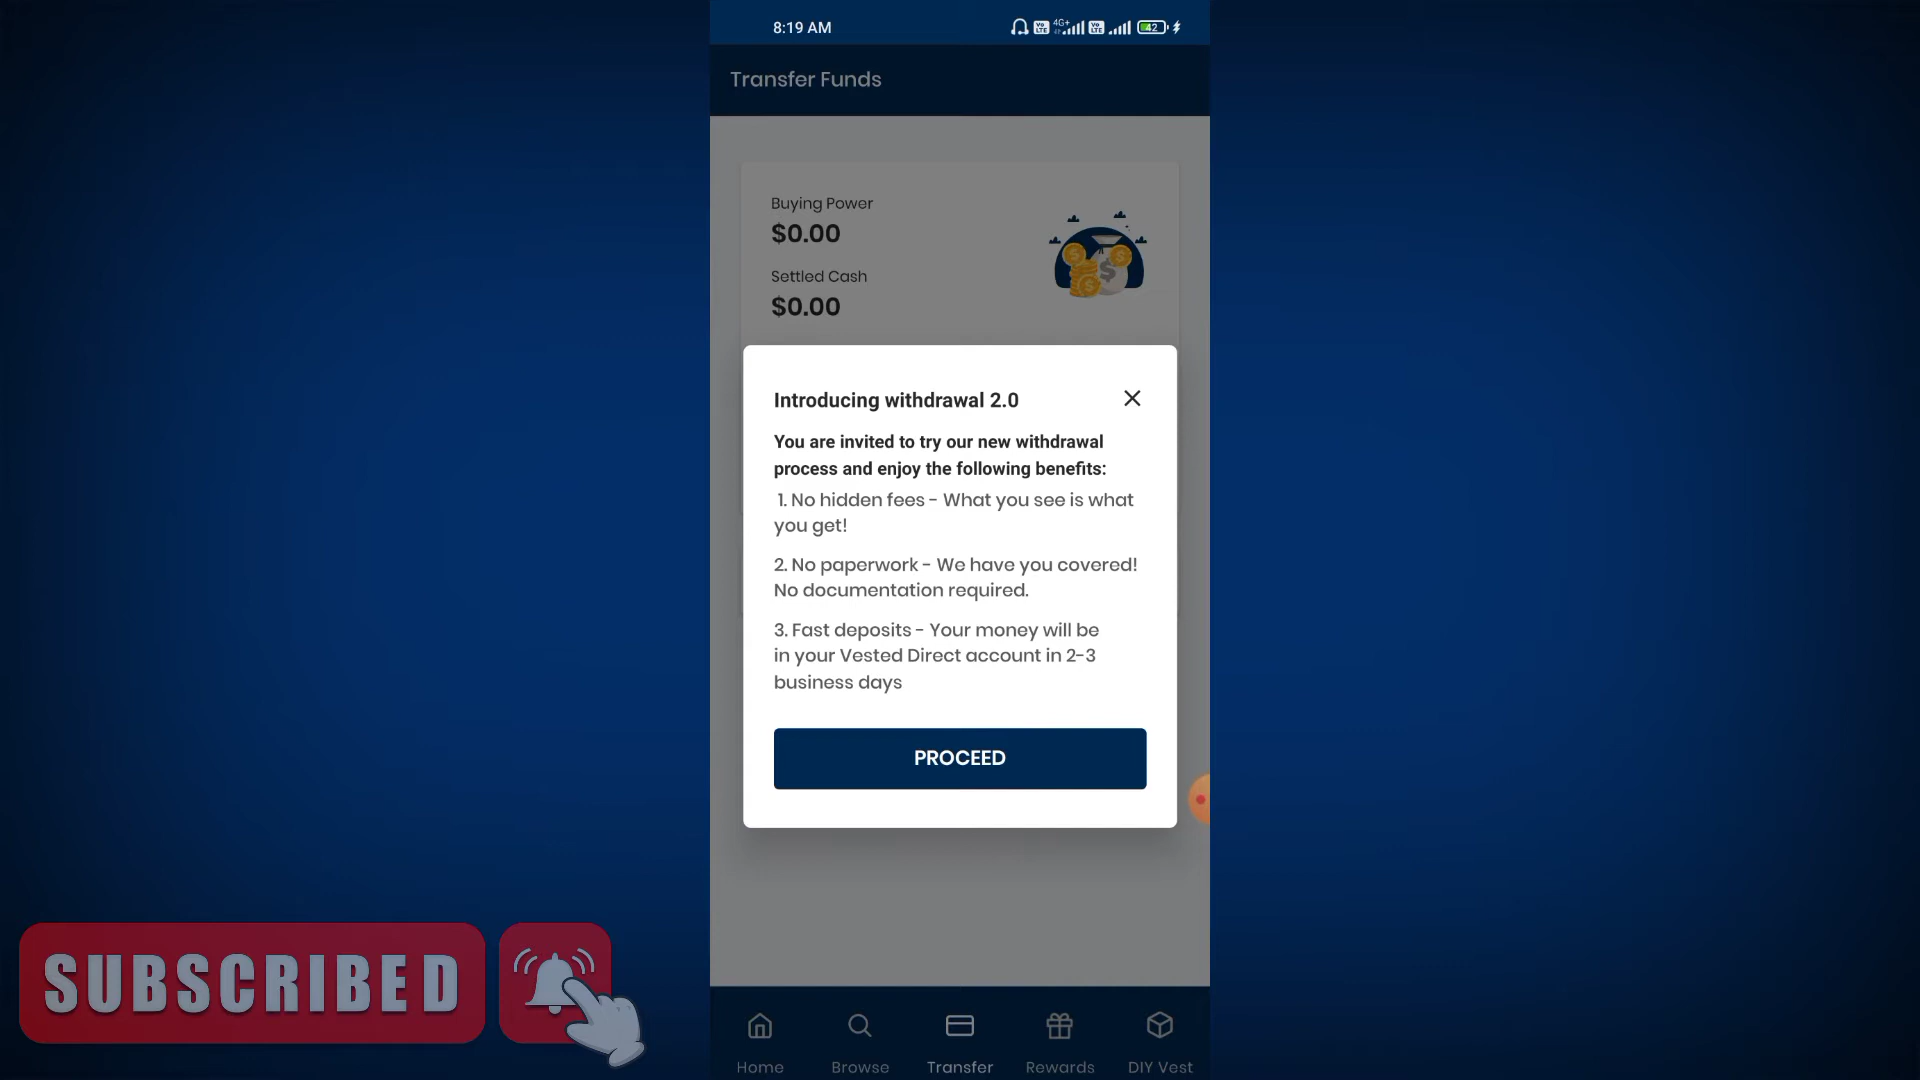 8:19 AM
4G+
42
Transfer Funds
Buying Power
$0.00
Settled Cash
$0.00
Introducing withdrawal 2.0
You are invited to try our new withdrawal
process and enjoy the following benefits:
1. No hidden fees - What you see is what
you get!
2. No paperwork - We have you covered!
No documentation required.
3. Fast deposits - Your money will be
in your Vested Direct account in 2-3
business days
PROCEED
SUBSCRIBED
Home Browse Transfer Rewards DIY Vest